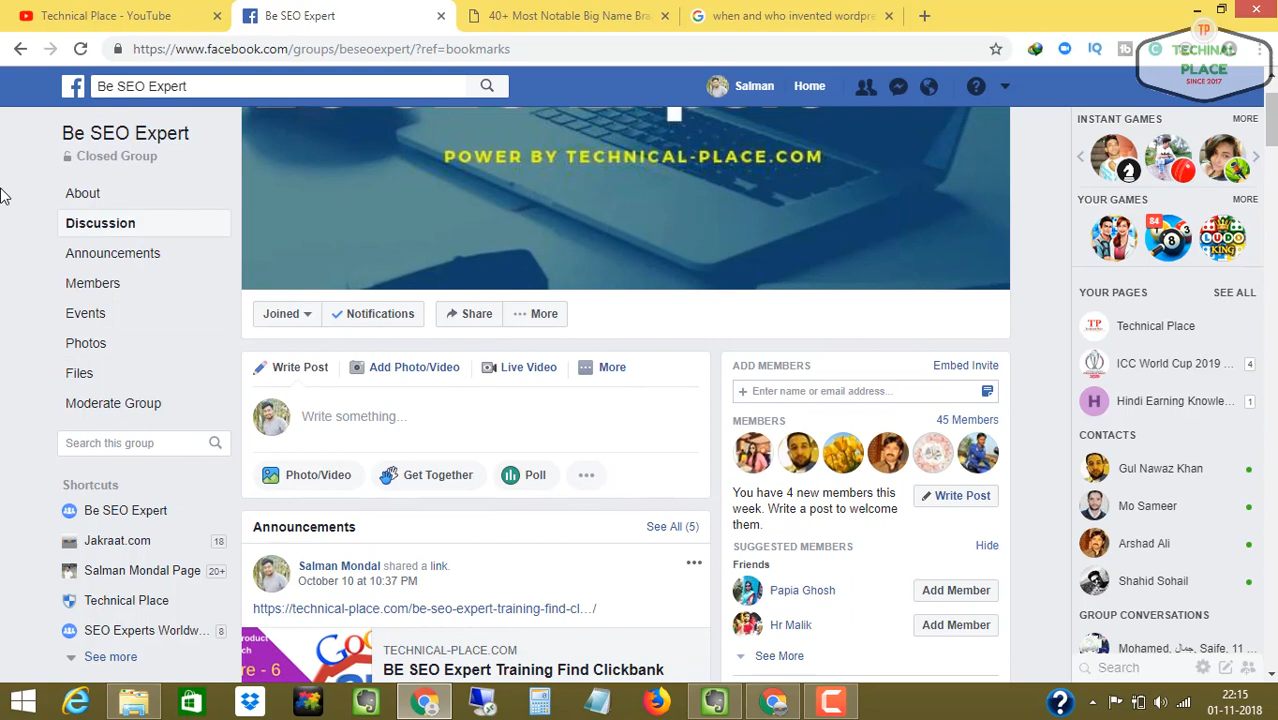 Technical Place - YouTube
Be SEO Expert
40+ Most Notable Big Name Bra
when and who invented wordpre
https://www.facebook.com/groups/beseoexpert/?ref=bookmarks
TP
TECHNICAL
PLACE
SINCE 2017
Be SEO Expert
Salman
Home
Be SEO Expert
Closed Group
About
Discussion
Announcements
Members
Events
Photos
Files
Moderate Group
Search this group
Shortcuts
Be SEO Expert
Jakraat.com 18
Salman Mondal Page 20+
Technical Place
SEO Experts Worldw... 8
See more
POWER BY TECHNICAL-PLACE.COM
Joined
Notifications
Share
More
Write Post
Add Photo/Video
Live Video
More
Write something...
Photo/Video
Get Together
Poll
Announcements
See All (5)
Salman Mondal shared a link.
October 10 at 10:37 PM
https://technical-place.com/be-seo-expert-training-find-cl.../
TECHNICAL-PLACE.COM
BE SEO Expert Training Find Clickbank
ADD MEMBERS
Embed Invite
+ Enter name or email address...
MEMBERS
45 Members
You have 4 new members this
week. Write a post to welcome
them.
Write Post
SUGGESTED MEMBERS
Hide
Friends
Papia Ghosh
Add Member
Hr Malik
Add Member
See More
INSTANT GAMES
MORE
YOUR GAMES
MORE
84
8
LUDO
KING
YOUR PAGES
SEE ALL
TP
Technical Place
ICC World Cup 2019 ... 4
H
Hindi Earning Knowle... 1
CONTACTS
Gul Nawaz Khan
Mo Sameer
Arshad Ali
Shahid Sohail
GROUP CONVERSATIONS
Search
22:15
01-11-2018